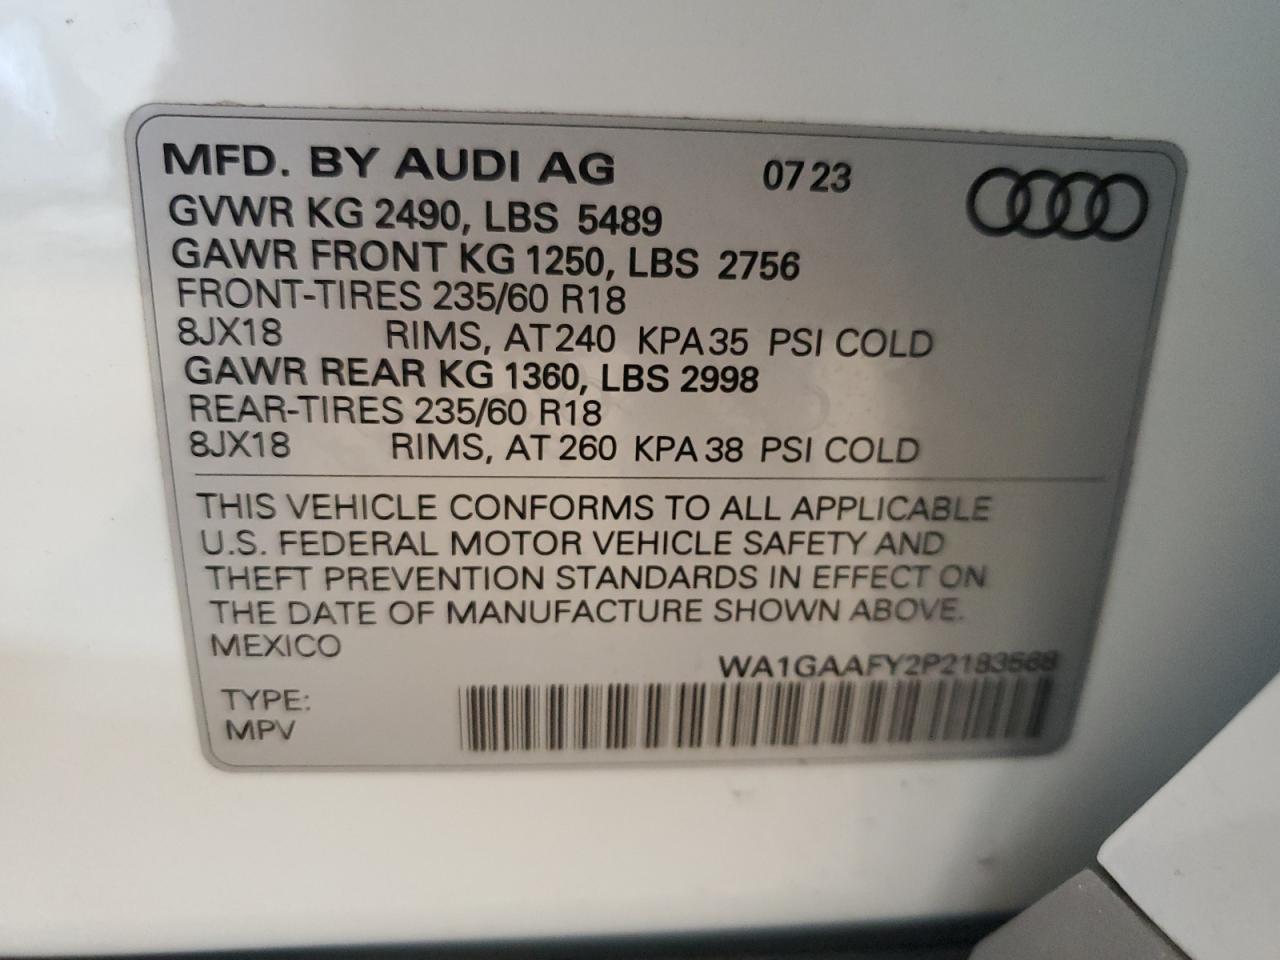 MFD. BY AUDI AG 07 23
GVWR KG 2490, LBS 5489
GAWR FRONT KG 1250, LBS 2756
FRONT-TIRES 235/60 R18
8JX18 RIMS, AT 240 KPA 35 PSI COLD
GAWR REAR KG 1360, LBS 2998
REAR-TIRES 235/60 R18
8JX18 RIMS, AT 260 KPA 38 PSI COLD
THIS VEHICLE CONFORMS TO ALL APPLICABLE
U.S. FEDERAL MOTOR VEHICLE SAFETY AND
THEFT PREVENTION STANDARDS IN EFFECT ON
THE DATE OF MANUFACTURE SHOWN ABOVE.
MEXICO
WA1GAAFY2P2183568
TYPE:
MPV